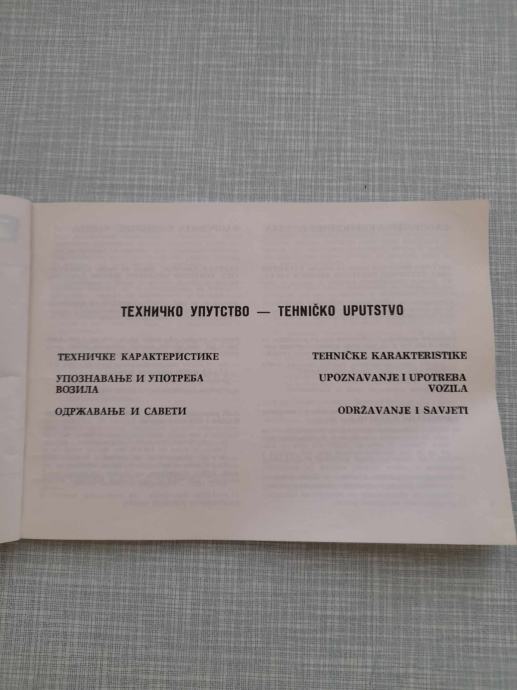 ТЕХНИЧКО УПУТСТВО — TEHNIČKO UPUTSTVO
ТЕХНИЧКЕ КАРАКТЕРИСТИКЕ
УПОЗНАВАЊЕ И УПОТРЕБА
ВОЗИЛА
ОДРЖАВАЊЕ И САВЕТИ
TEHNIČKE KARAKTERISTIKE
UPOZNAVANJE I UPOTREBA
VOZILA
ODRŽAVANJE I SAVJETI